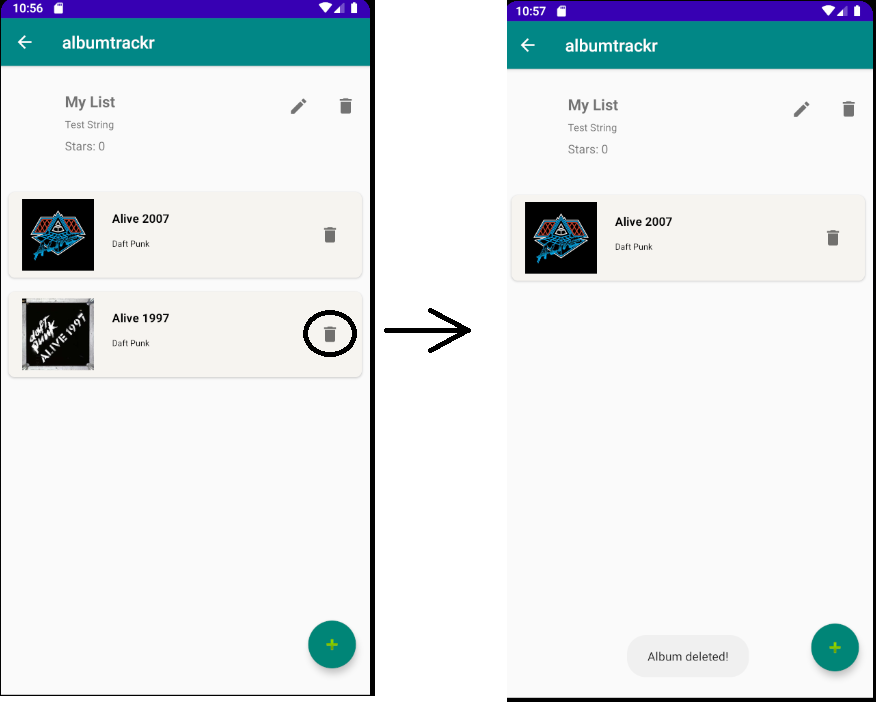 10:56
albumtrackr
My List
Test String
Stars: 0
Alive 2007
Daft Punk
daft punk
ALIVE 1997
Alive 1997
Daft Punk
+
10:57
albumtrackr
My List
Test String
Stars: 0
Alive 2007
Daft Punk
Album deleted!
+